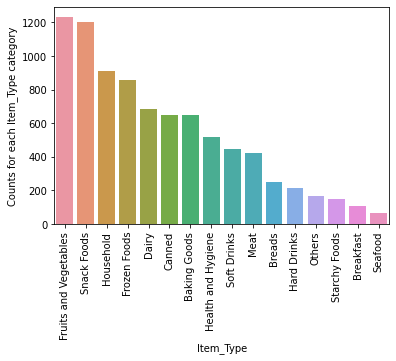 Counts for each Item_Type category
1200
1000
800
600
400
200
0
Fruits and Vegetables
Snack Foods
Household
Frozen Foods
Dairy
Canned
Baking Goods
Health and Hygiene
Soft Drinks
Meat
Breads
Hard Drinks
Others
Starchy Foods
Breakfast
Seafood
Item_Type